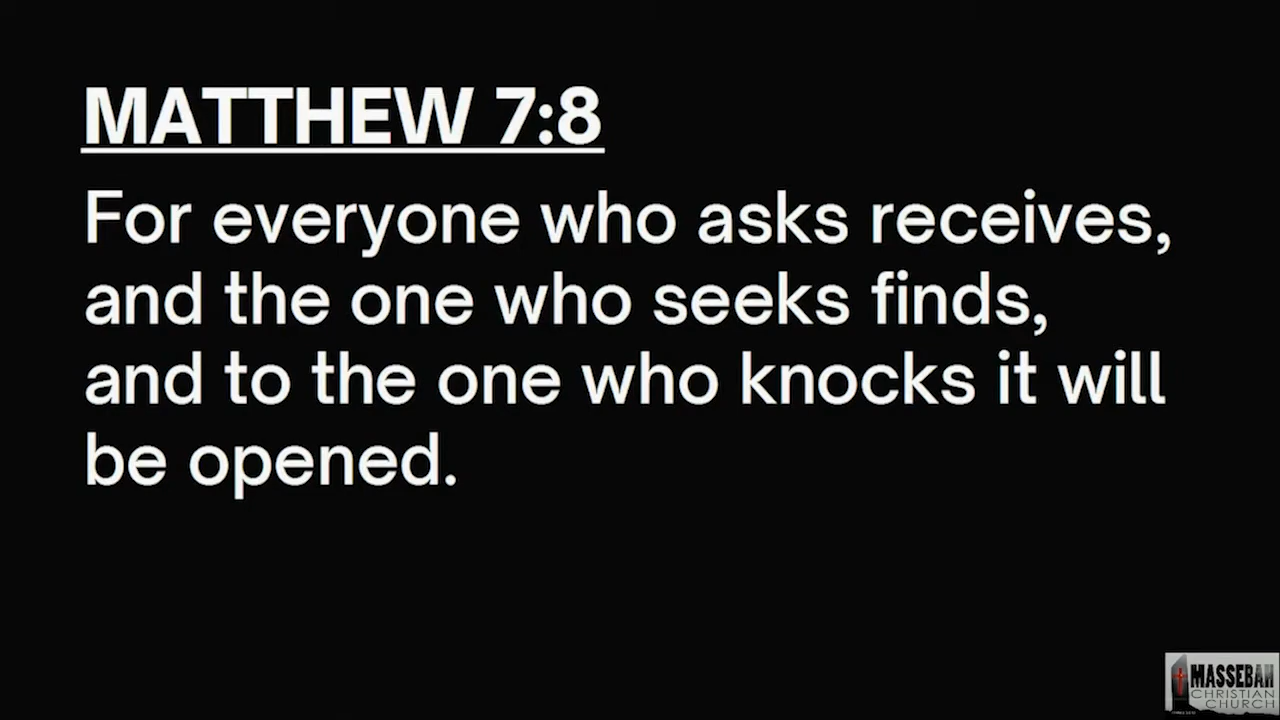 MATTHEW 7:8
For everyone who asks receives,
and the one who seeks finds,
and to the one who knocks it will
be opened.
MASSEBAH
CHRISTIAN
CHURCH